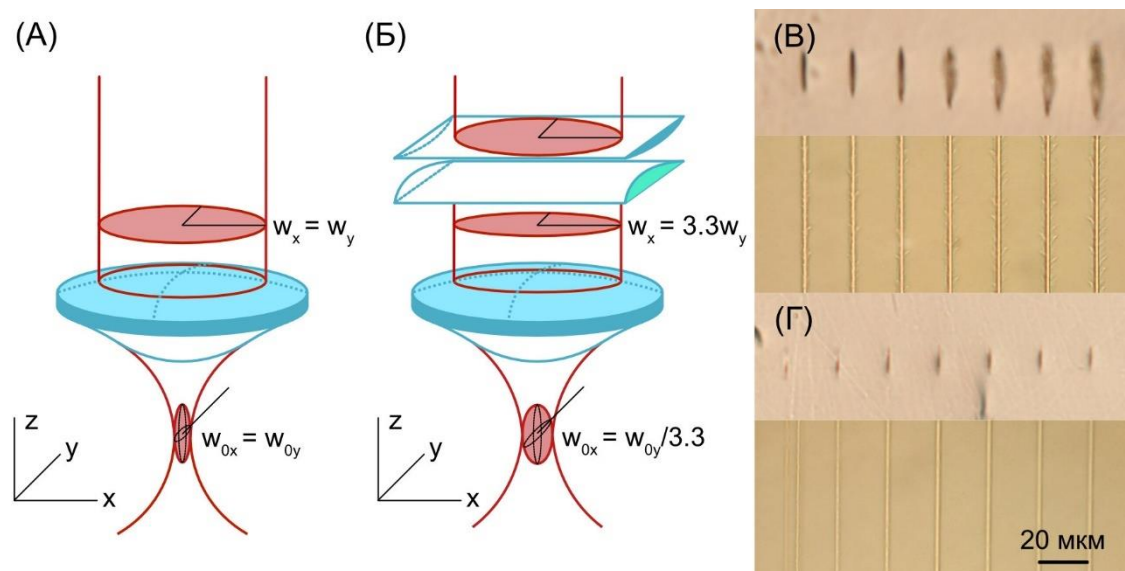 (А)
w_x = w_y
w_0x = w_0y
z
y
x
(Б)
w_x = 3.3w_y
w_0x = w_0y/3.3
z
y
x
(В)
(Г)
20 мкм